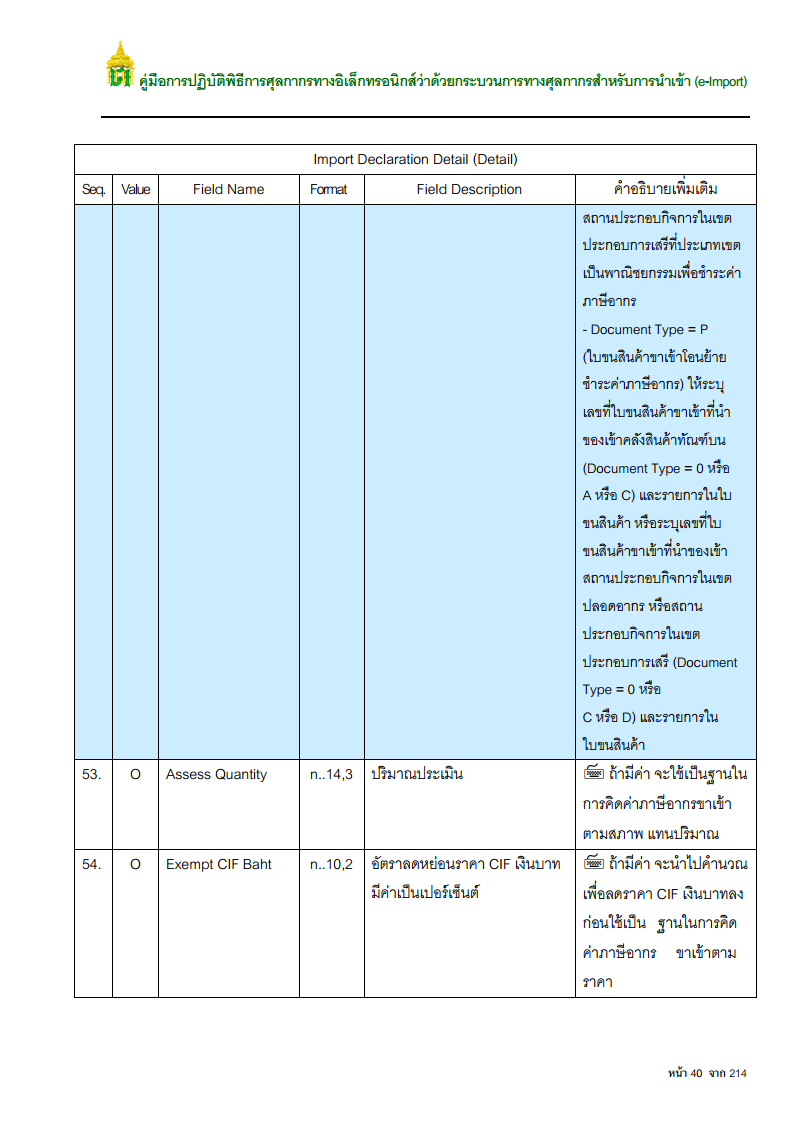 คู่มือการปฏิบัติพิธีการศุลกากรทางอิเล็กทรอนิกส์ว่าด้วยกระบวนการทางศุลกากรสำหรับการนำเข้า (e-Import)
Import Declaration Detail (Detail)
Seq. Value Field Name Format Field Description คำอธิบายเพิ่มเติม
สถานประกอบกิจการในเขต
ประกอบการเสรีที่ประเภทเขต
เป็นพาณิชยกรรมเพื่อชำระค่า
ภาษีอากร
- Document Type = P
(ใบขนสินค้าขาเข้าโอนย้าย
ชำระค่าภาษีอากร) ให้ระบุ
เลขที่ใบขนสินค้าขาเข้าที่นำ
ของเข้าคลังสินค้าทัณฑ์บน
(Document Type = 0 หรือ
A หรือ C) และรายการในใบ
ขนสินค้า หรือระบุเลขที่ใบ
ขนสินค้าขาเข้าที่นำของเข้า
สถานประกอบกิจการในเขต
ปลอดอากร หรือสถาน
ประกอบกิจการในเขต
ประกอบการเสรี (Document
Type = 0 หรือ
C หรือ D) และรายการใน
ใบขนสินค้า
53. O Assess Quantity n..14,3 ปริมาณประเมิน ถ้ามีค่า จะใช้เป็นฐานใน
การคิดค่าภาษีอากรขาเข้า
ตามสภาพ แทนปริมาณ
54. O Exempt CIF Baht n..10,2 อัตราลดหย่อนราคา CIF เงินบาท ถ้ามีค่า จะนำไปคำนวณ
มีค่าเป็นเปอร์เซ็นต์ เพื่อลดราคา CIF เงินบาทลง
ก่อนใช้เป็น ฐานในการคิด
ค่าภาษีอากร ขาเข้าตาม
ราคา
หน้า 40 จาก 214